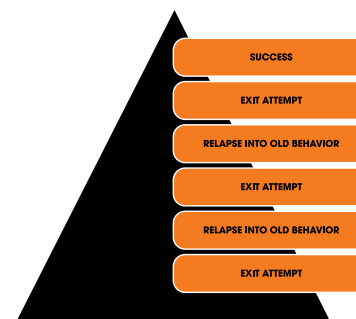 SUCCESS
EXIT ATTEMPT
RELAPSE INTO OLD BEHAVIOR
EXIT ATTEMPT
RELAPSE INTO OLD BEHAVIOR
EXIT ATTEMPT